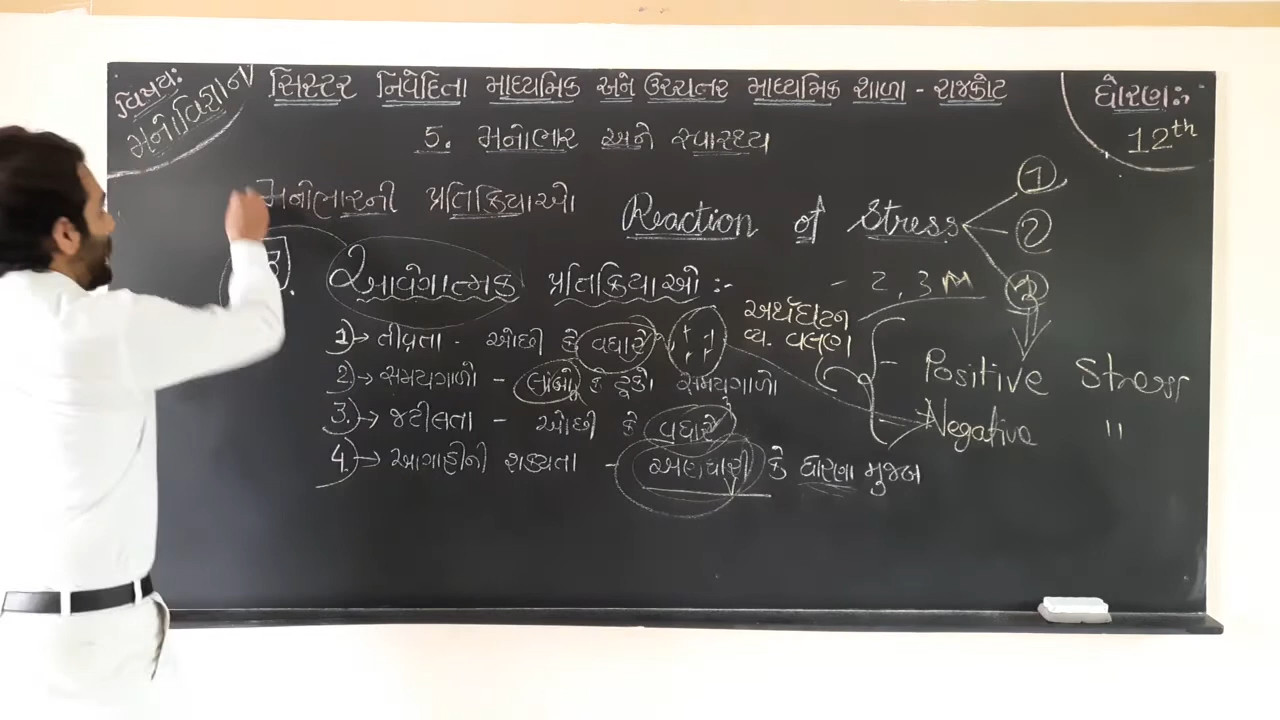 વિષય:
મનોવિજ્ઞાન
સિસ્ટર નિવેદિતા માધ્યમિક અને ઉચ્ચતર માધ્યમિક શાળા - રાજકોટ
ધોરણ:-
12th
5. મનોભાર અને સ્વાસ્થ્ય
મનોભારની પ્રતિક્રિયાઓ
Reaction of Stress
1
2
આવેગાત્મક પ્રતિક્રિયાઓ :-
- 2, 3 M
1) → તીવ્રતા - ઓછી કે વધારે
અર્થઘટન
વ્ય. વલણ
2) → સમયગાળો - લાંબો કે ટૂંકો સમયગાળો
- Positive Stress
3) → જટીલતા - ઓછી કે વધારે
Negative "
4) → આગાહીની શક્યતા - અણધારી કે ધારણા મુજબ